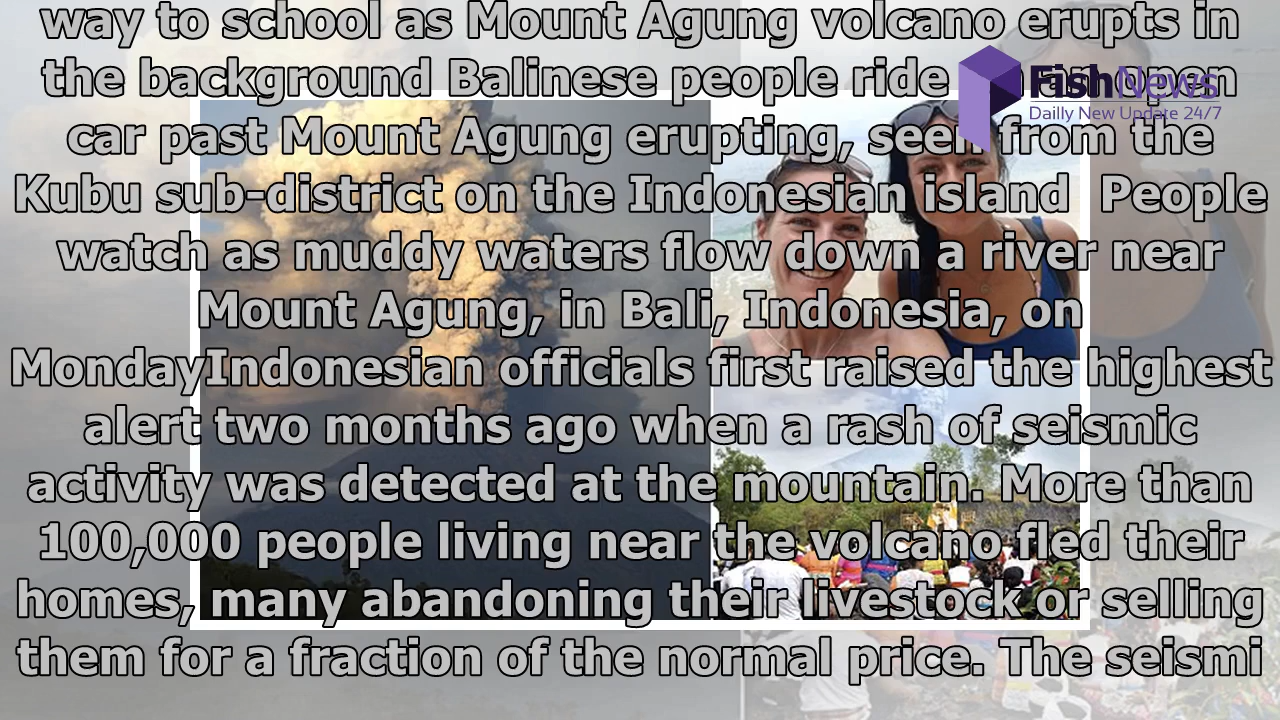 way to school as Mount Agung volcano erupts in
the background Balinese people ride open
car past Mount Agung erupting, seen from the
Kubu sub-district on the Indonesian island People
watch as muddy waters flow down a river near
Mount Agung, in Bali, Indonesia, on
MondayIndonesian officials first raised the highest
alert two months ago when a rash of seismic
activity was detected at the mountain. More than
100,000 people living near the volcano fled their
homes, many abandoning their livestock or selling
them for a fraction of the normal price. The seismi
FishNews
Dailly New Update 24/7